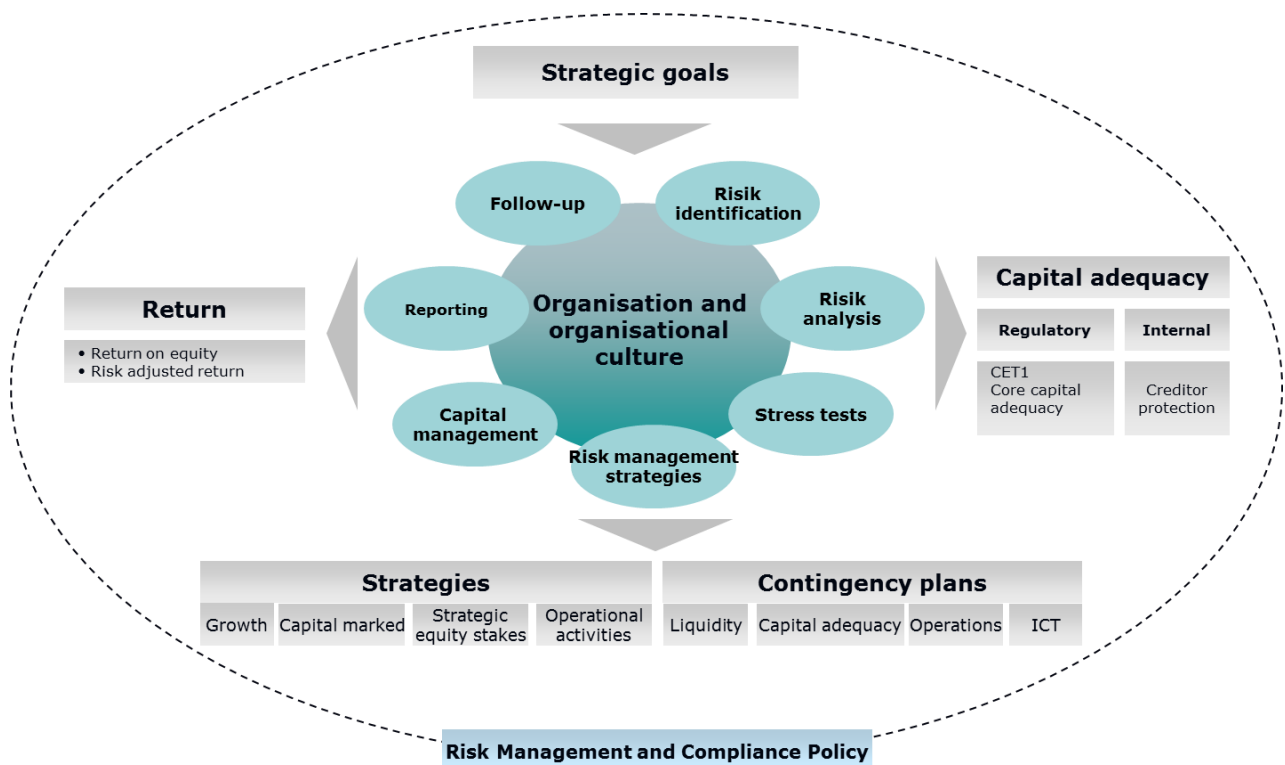 Strategic goals
Follow-up
Risik
identification
Reporting
Organisation and
organisational
culture
Risik
analysis
Capital
management
Stress tests
Risk management
strategies
Return
• Return on equity
• Risk adjusted return
Capital adequacy
Regulatory
Internal
CET1
Core capital
adequacy
Creditor
protection
Strategies
Growth
Capital marked
Strategic
equity stakes
Operational
activities
Contingency plans
Liquidity
Capital adequacy
Operations
ICT
Risk Management and Compliance Policy